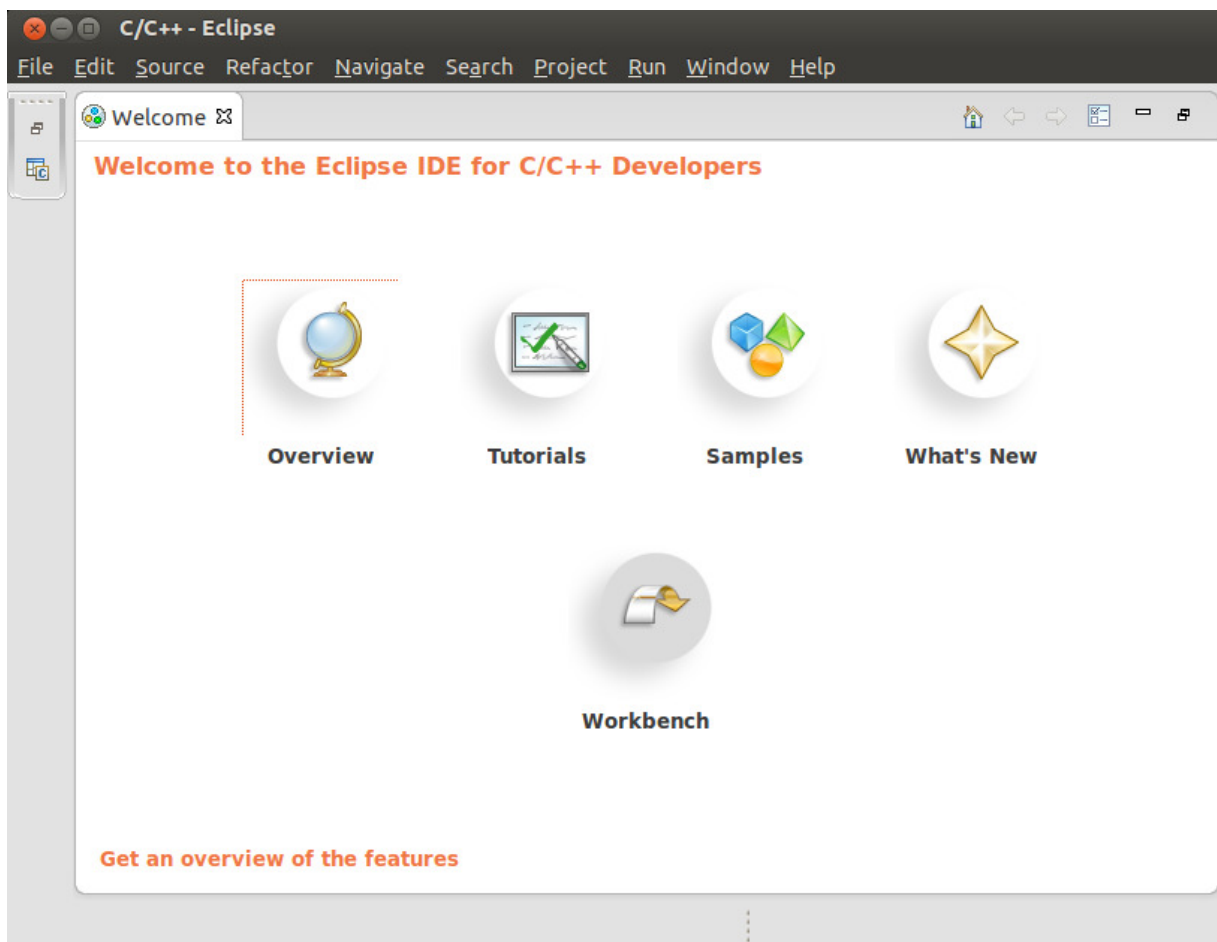 C/C++ - Eclipse
File Edit Source Refactor Navigate Search Project Run Window Help
Welcome
Welcome to the Eclipse IDE for C/C++ Developers
Overview Tutorials Samples What's New
Workbench
Get an overview of the features